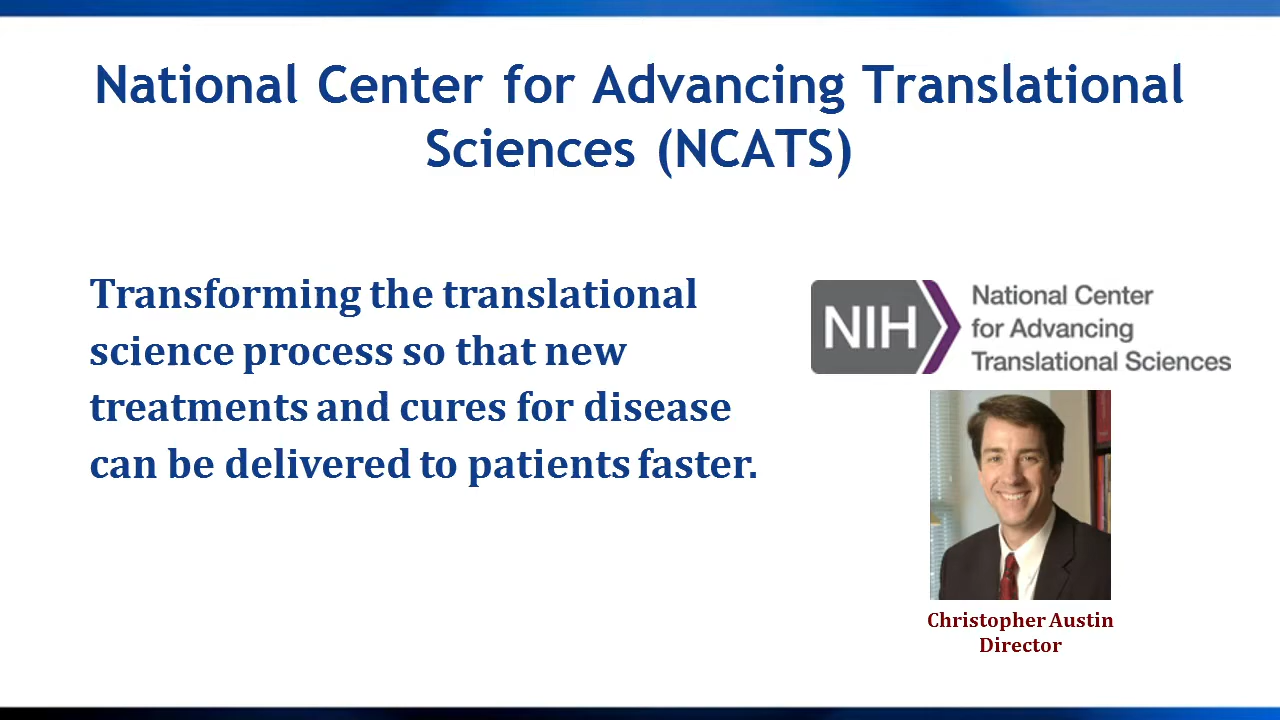 National Center for Advancing Translational
Sciences (NCATS)
Transforming the translational
science process so that new
treatments and cures for disease
can be delivered to patients faster.
NIH
National Center
for Advancing
Translational Sciences
Christopher Austin
Director